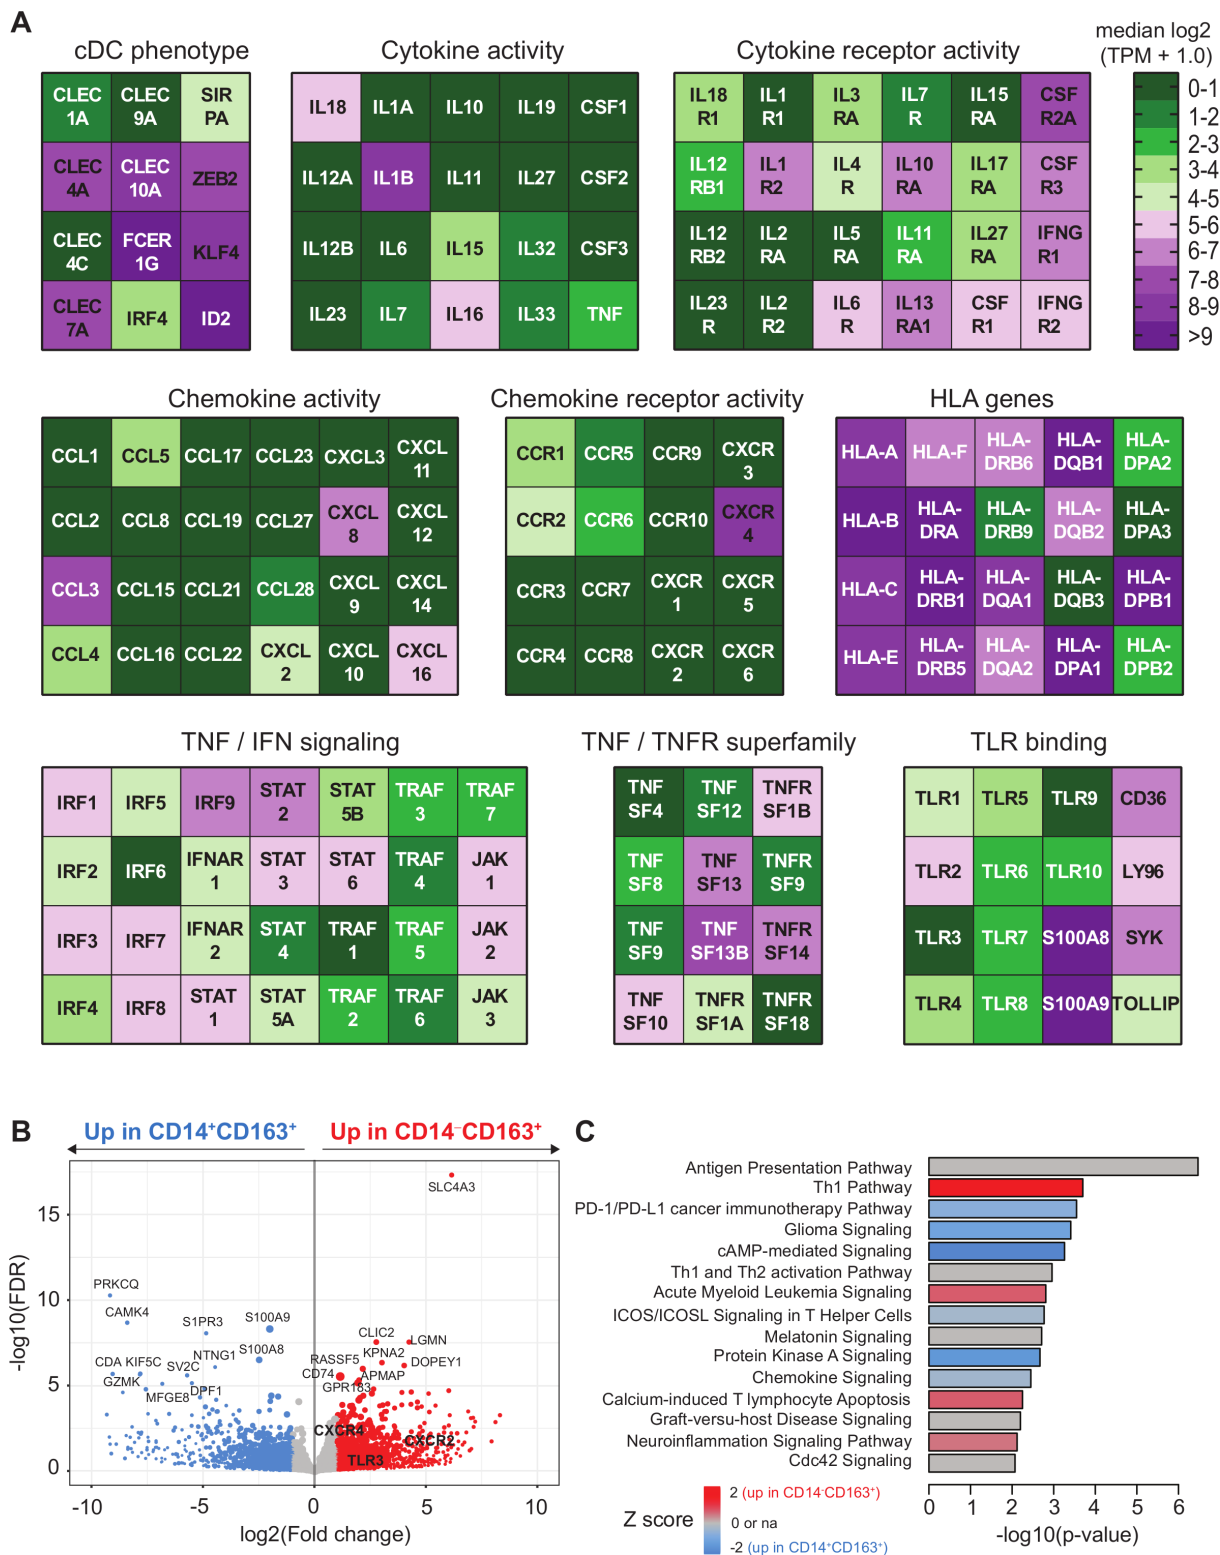 A
cDC phenotype
CLEC 1A
CLEC 9A
SIR PA
CLEC 4A
CLEC 10A
ZEB2
CLEC 4C
FCER 1G
KLF4
CLEC 7A
IRF4
ID2
Cytokine activity
IL18 IL1A IL10 IL19 CSF1
IL12A IL1B IL11 IL27 CSF2
IL12B IL6 IL15 IL32 CSF3
IL23 IL7 IL16 IL33 TNF
Cytokine receptor activity
IL18 IL1 IL3 IL7 IL15 CSF
R1 R1 RA R RA R2A
IL12 IL1 IL4 IL10 IL17 CSF
RB1 R2 R RA RA R3
IL12 IL2 IL5 IL11 IL27 IFNG
RB2 RA RA RA RA R1
IL23 IL2 IL6 IL13 CSF IFNG
R R2 R RA1 R1 R2
median log2
(TPM + 1.0)
0-1
1-2
2-3
3-4
4-5
5-6
6-7
7-8
8-9
>9
Chemokine activity
CCL1 CCL5 CCL17 CCL23 CXCL3 CXCL 11
CCL2 CCL8 CCL19 CCL27 CXCL 8 CXCL 12
CCL3 CCL15 CCL21 CCL28 CXCL 9 CXCL 14
CCL4 CCL16 CCL22 CXCL 2 CXCL 10 CXCL 16
Chemokine receptor activity
CCR1 CCR5 CCR9 CXCR 3
CCR2 CCR6 CCR10 CXCR 4
CCR3 CCR7 CXCR 1 CXCR 5
CCR4 CCR8 CXCR 2 CXCR 6
HLA genes
HLA-A HLA-F HLA-DRB6 HLA-DQB1 HLA-DPA2
HLA-B HLA-DRA HLA-DRB9 HLA-DQB2 HLA-DPA3
HLA-C HLA-DRB1 HLA-DQA1 HLA-DQB3 HLA-DPB1
HLA-E HLA-DRB5 HLA-DQA2 HLA-DPA1 HLA-DPB2
TNF / IFN signaling
IRF1 IRF5 IRF9 STAT 2 STAT 5B TRAF 3 TRAF 7
IRF2 IRF6 IFNAR 1 STAT 3 STAT 6 TRAF 4 JAK 1
IRF3 IRF7 IFNAR 2 STAT 4 TRAF 1 TRAF 5 JAK 2
IRF4 IRF8 STAT 1 STAT 5A TRAF 2 TRAF 6 JAK 3
TNF / TNFR superfamily
TNF SF4 TNF SF12 TNFR SF1B
TNF SF8 TNF SF13 TNFR SF9
TNF SF9 TNF SF13B TNFR SF14
TNF SF10 TNFR SF1A TNFR SF18
TLR binding
TLR1 TLR5 TLR9 CD36
TLR2 TLR6 TLR10 LY96
TLR3 TLR7 S100A8 SYK
TLR4 TLR8 S100A9 TOLLIP
B
Up in CD14+CD163+
Up in CD14−CD163+
SLC4A3
PRKCQ
CAMK4
S1PR3
S100A9
S100A8
NTNG1
CDA KIF5C
SV2C
GZMK
MFGE8
DPF1
CLIC2
LGMN
KPNA2
RASSF5
DOPEY1
CD74
APMAP
GPR183
CXCR4
CXCR2
TLR3
15
10
5
0
-log10(FDR)
-10 -5 0 5 10
log2(Fold change)
C
Antigen Presentation Pathway
Th1 Pathway
PD-1/PD-L1 cancer immunotherapy Pathway
Glioma Signaling
cAMP-mediated Signaling
Th1 and Th2 activation Pathway
Acute Myeloid Leukemia Signaling
ICOS/ICOSL Signaling in T Helper Cells
Melatonin Signaling
Protein Kinase A Signaling
Chemokine Signaling
Calcium-induced T lymphocyte Apoptosis
Graft-versu-host Disease Signaling
Neuroinflammation Signaling Pathway
Cdc42 Signaling
0 1 2 3 4 5 6
-log10(p-value)
Z score
2 (up in CD14-CD163+)
0 or na
-2 (up in CD14+CD163+)